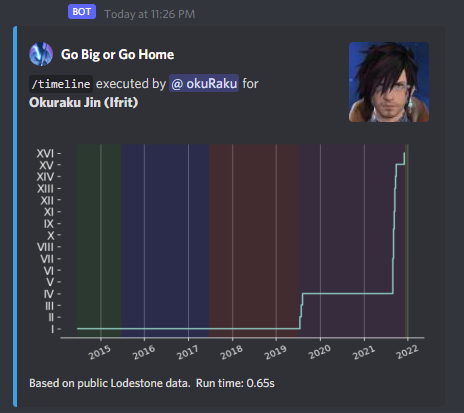 BOT Today at 11:26 PM
Go Big or Go Home
/timeline executed by @ okuRaku for
Okuraku Jin (Ifrit)
XVI
XV
XIV
XIII
XII
XI
IX
X
VIII
VII
VI
V
IV
III
II
I
2015 2016 2017 2018 2019 2020 2021 2022
Based on public Lodestone data. Run time: 0.65s